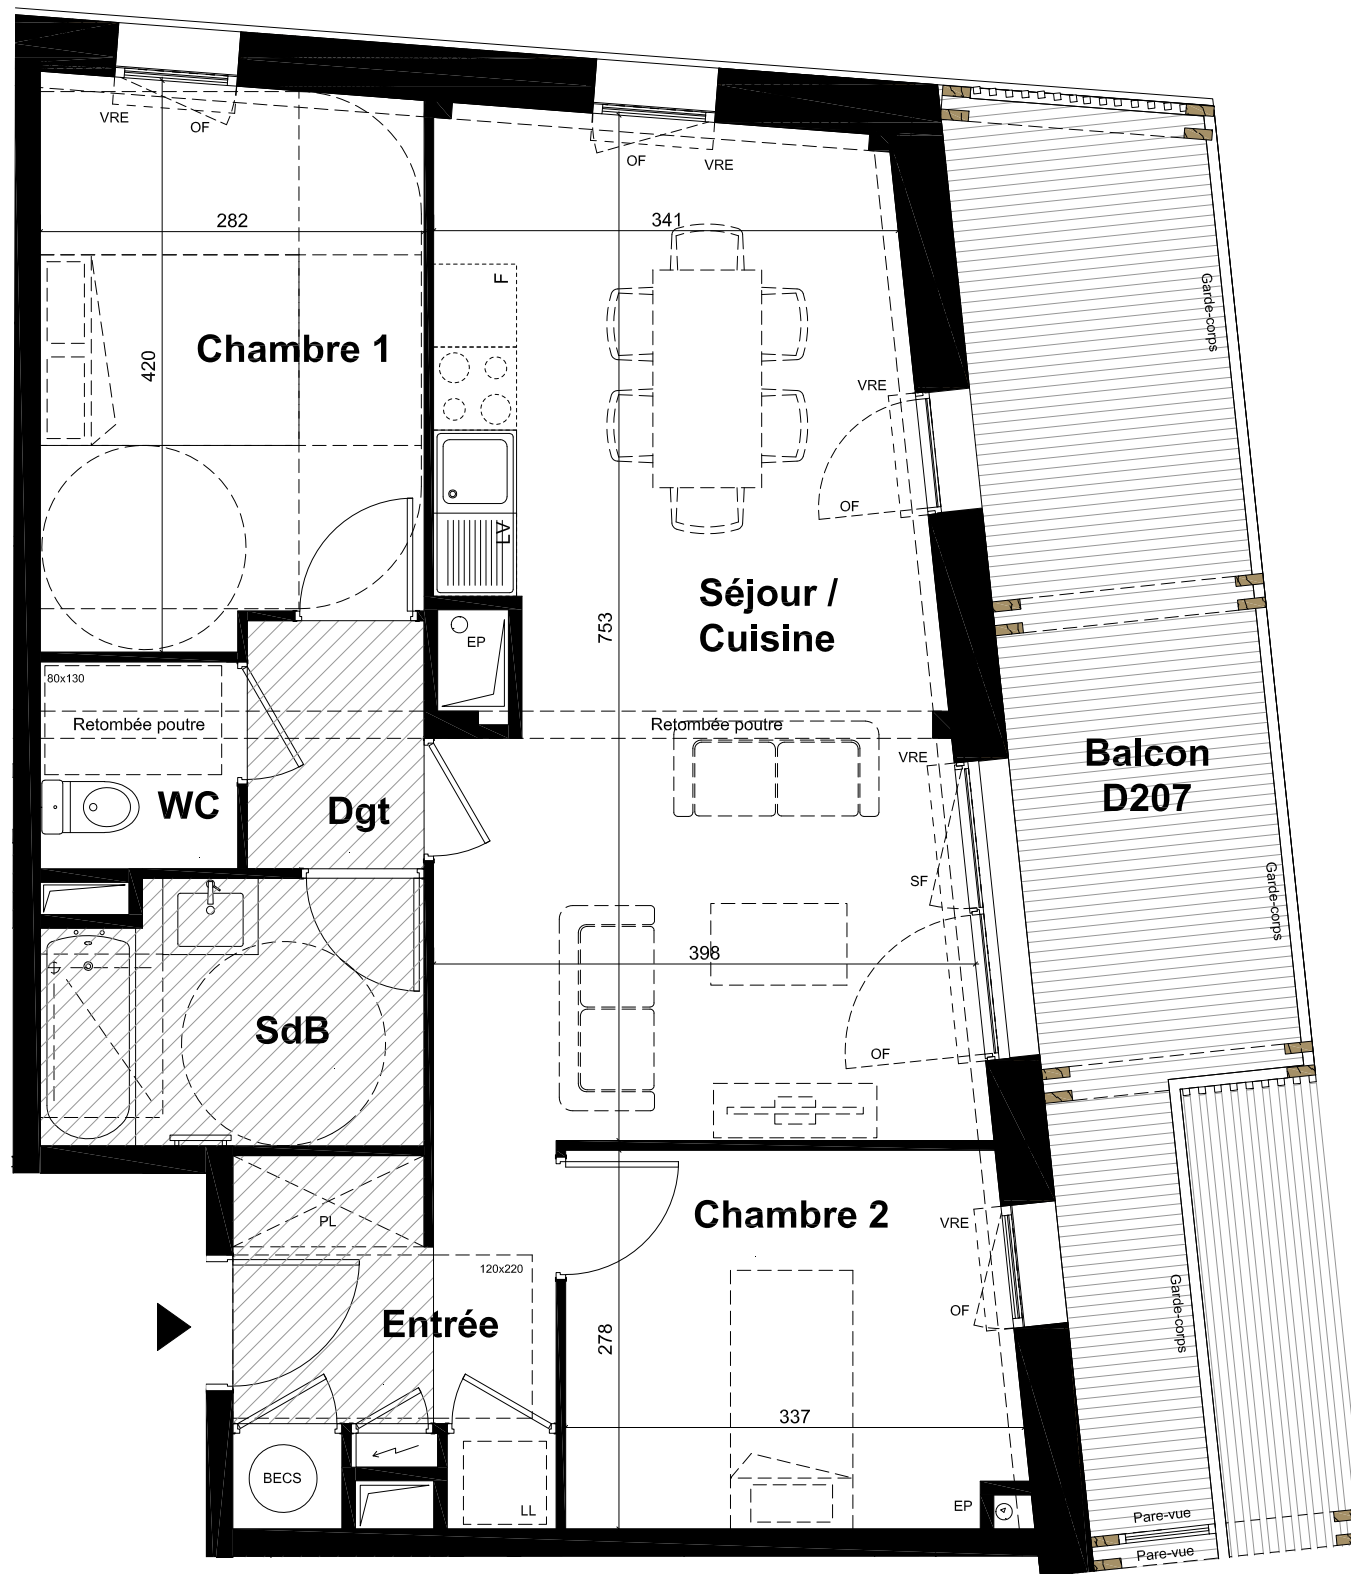 VRE
OF
OF
VRE
282
341
F
Garde-corps
Chambre 1
420
VRE
OF
LV
Séjour /
Cuisine
753
EP
80x130
Retombée poutre
Retombée poutre
VRE
Balcon
D207
WC
Dgt
SF
Garde-corps
398
SdB
OF
PL
Chambre 2
VRE
120x220
Garde-corps
OF
Entrée
278
337
BECS
LL
EP
Pare-vue
Pare-vue